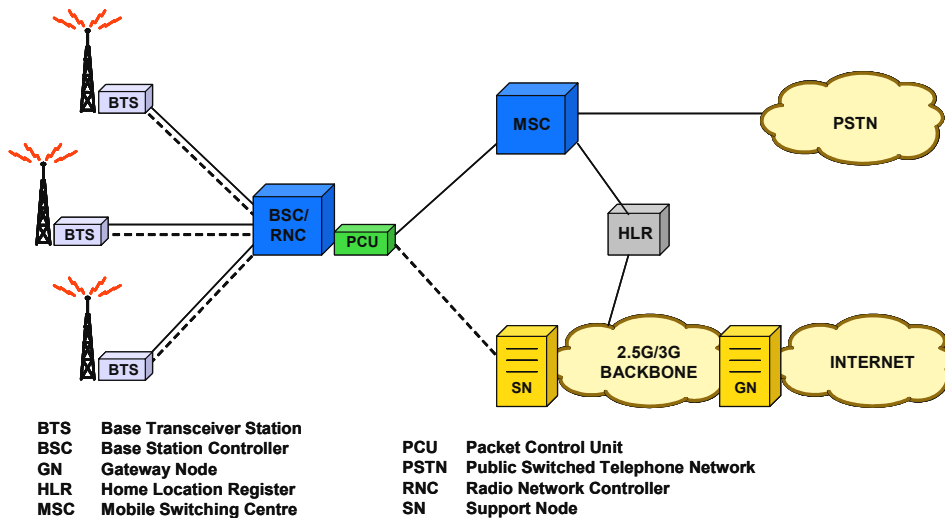 BTS
BTS
BTS
BSC/
RNC
PCU
MSC
PSTN
HLR
SN
2.5G/3G
BACKBONE
GN
INTERNET
BTS Base Transceiver Station
BSC Base Station Controller
GN Gateway Node
HLR Home Location Register
MSC Mobile Switching Centre
PCU Packet Control Unit
PSTN Public Switched Telephone Network
RNC Radio Network Controller
SN Support Node